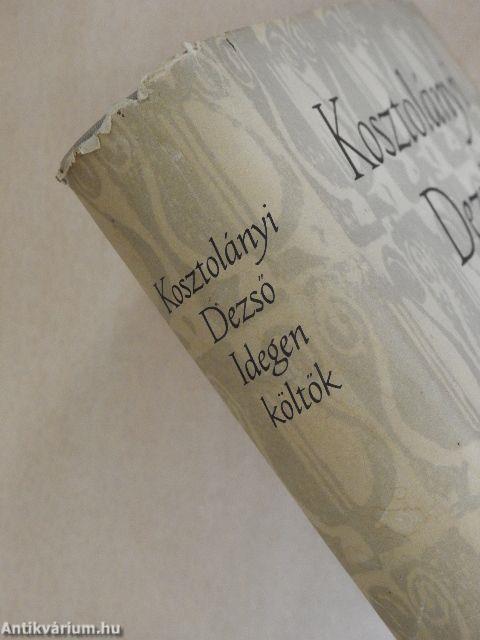 Kosztolányi
Dezső
Idegen
költők
Kosztolány
Dez
Antikvárium.hu